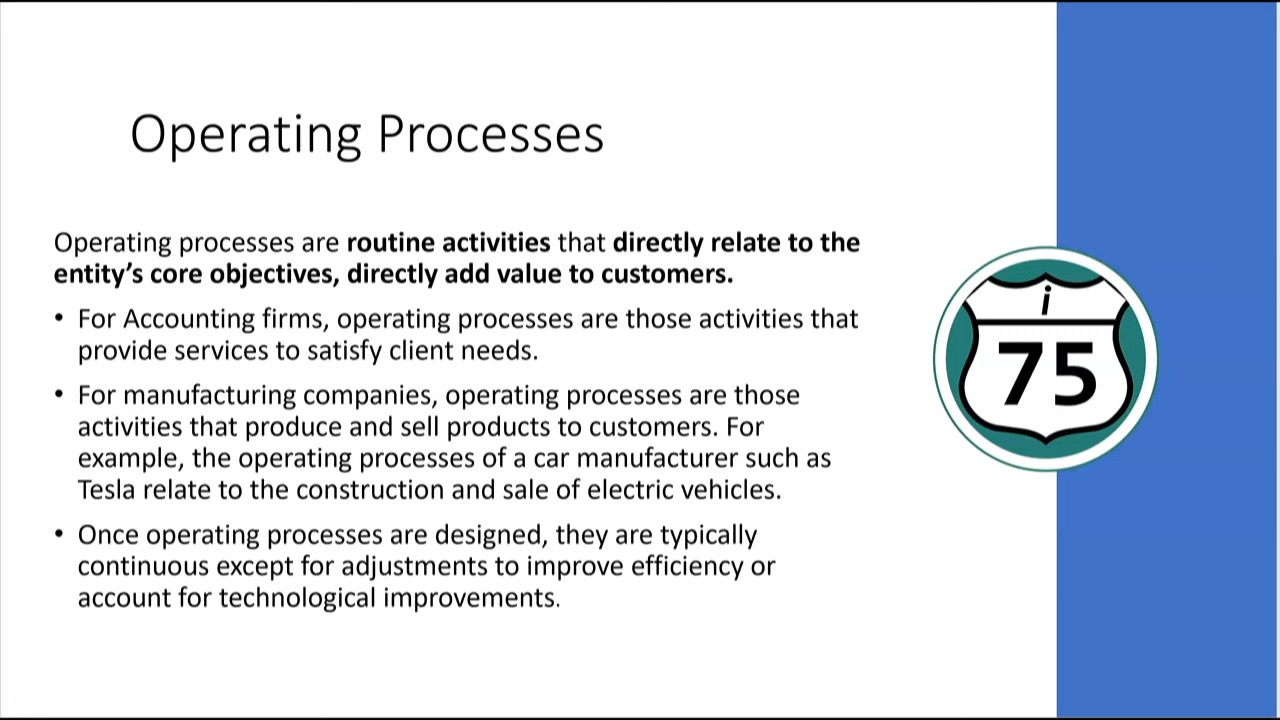 Operating Processes
Operating processes are routine activities that directly relate to the
entity’s core objectives, directly add value to customers.
• For Accounting firms, operating processes are those activities that
provide services to satisfy client needs.
• For manufacturing companies, operating processes are those
activities that produce and sell products to customers. For
example, the operating processes of a car manufacturer such as
Tesla relate to the construction and sale of electric vehicles.
• Once operating processes are designed, they are typically
continuous except for adjustments to improve efficiency or
account for technological improvements.
i
75